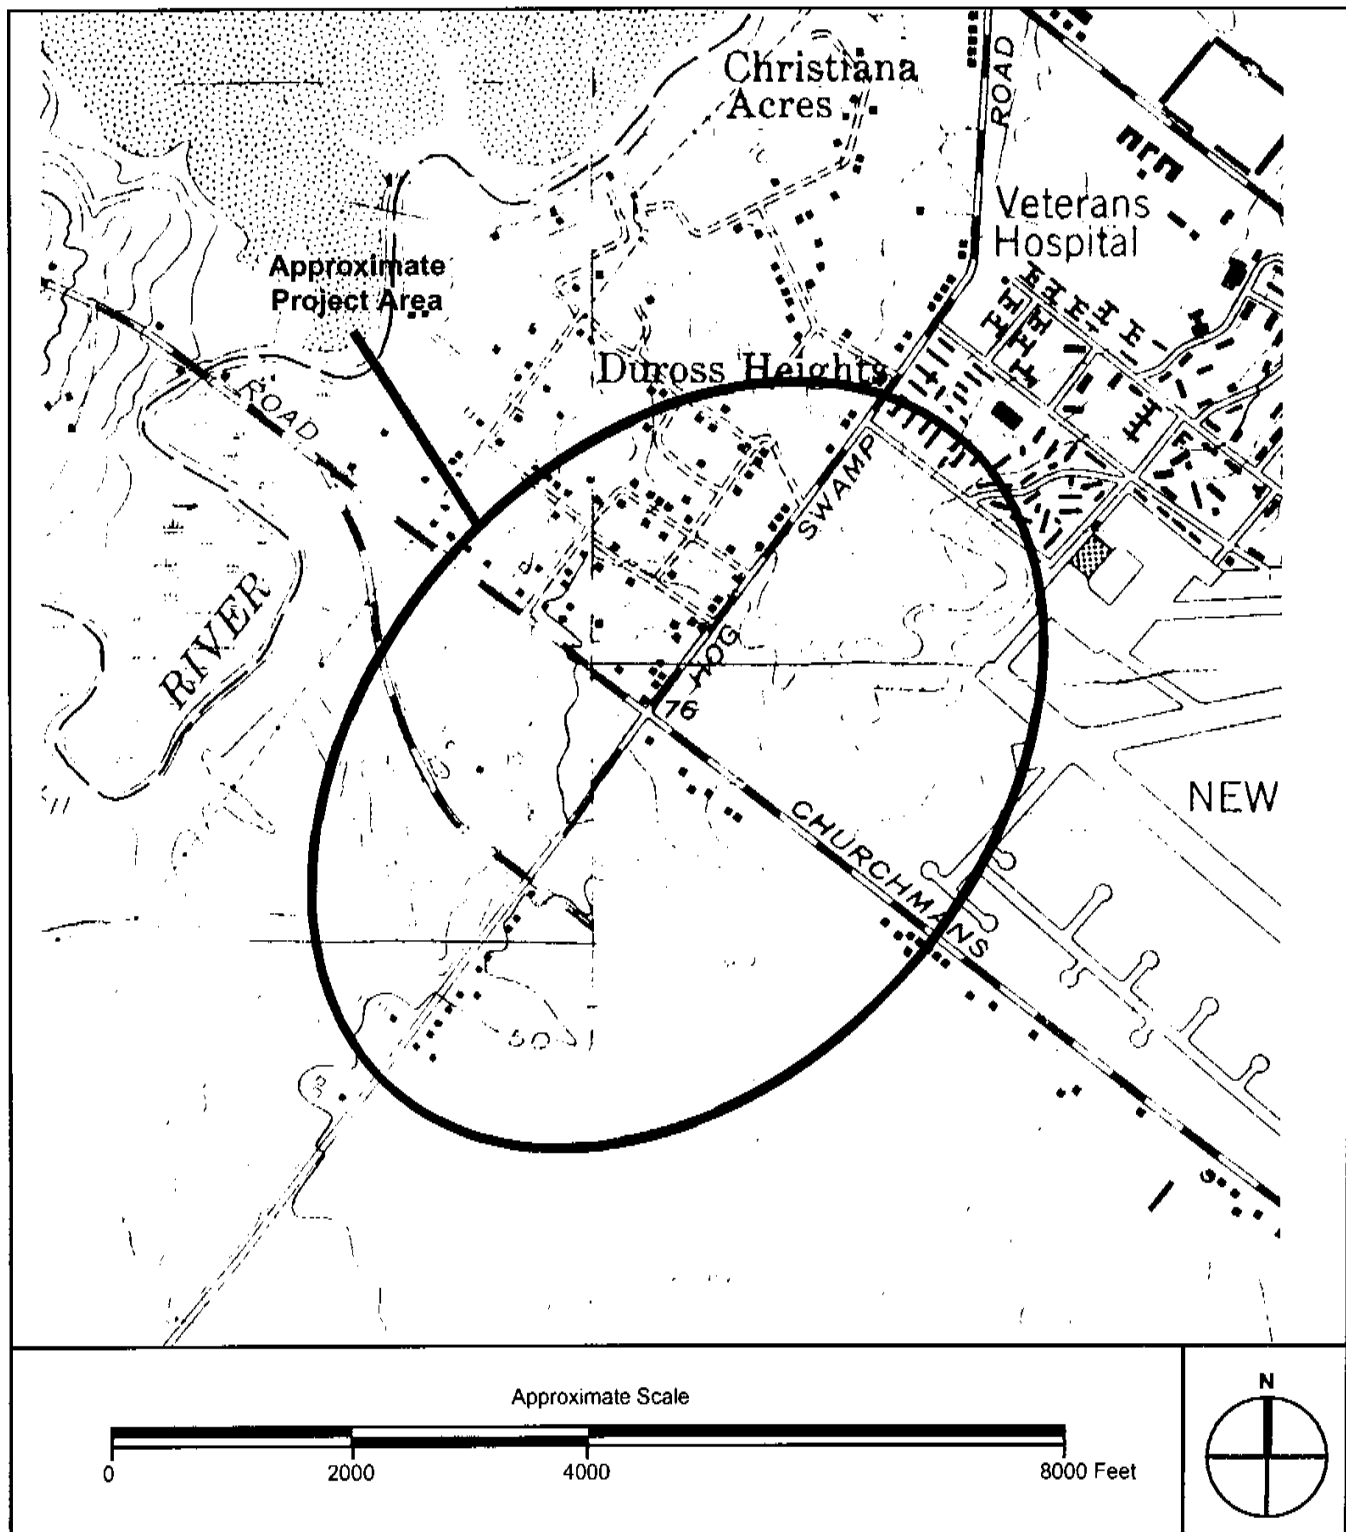 Christiana
Acres
ROAD
Veterans
Hospital
Approximate
Project Area
Duross Heights
ROAD
SWAMP
RIVER
HOG
76
NEW
CHURCHMANS
50
Approximate Scale
0
2000
4000
8000 Feet
N